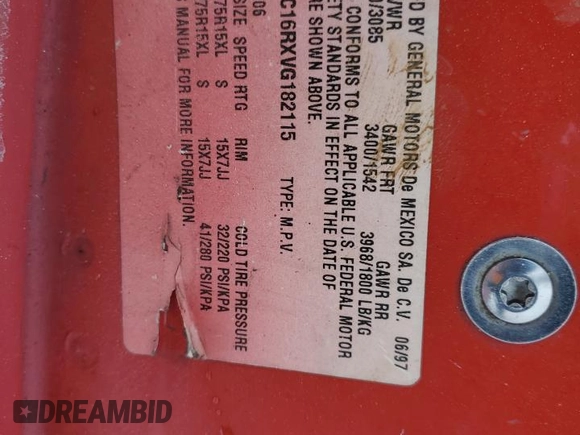 D BY GENERAL MOTORS De MEXICO SA. De C.V. 06/97
VWR GAWR FRT GAWR RR
/3085 3400/1542 3968/1800 LB/KG
CONFORMS TO ALL APPLICABLE U.S. FEDERAL MOTOR
ETY STANDARDS IN EFFECT ON THE DATE OF
RE SHOWN ABOVE.
C16RXVG182115 TYPE: M.P.V.
06
SIZE SPEED RTG RIM COLD TIRE PRESSURE
75R15XL S 15X7JJ 32/220 PSI/KPA
75R15XL S 15X7JJ 41/280 PSI/KPA
S MANUAL FOR MORE INFORMATION.
DREAMBID